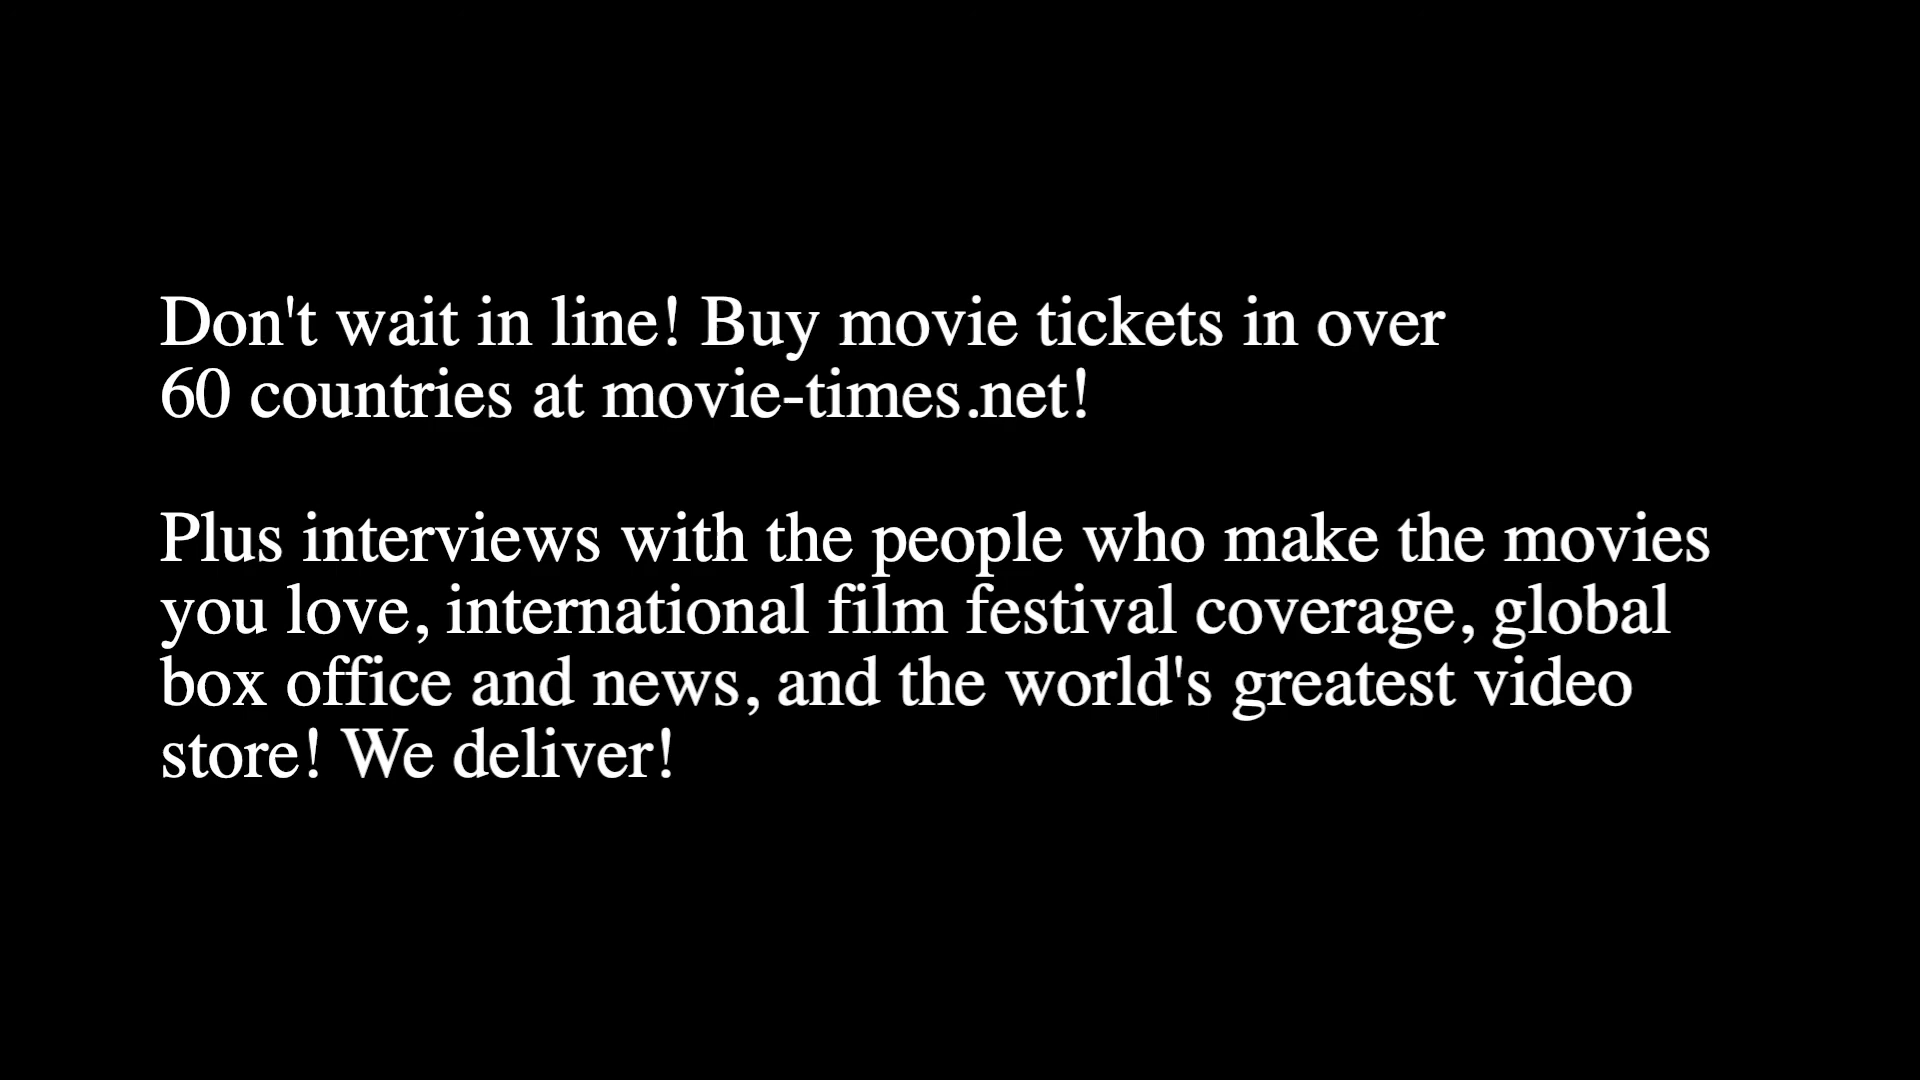 Don't wait in line! Buy movie tickets in over
60 countries at movie-times.net!
Plus interviews with the people who make the movies
you love, international film festival coverage, global
box office and news, and the world's greatest video
store! We deliver!